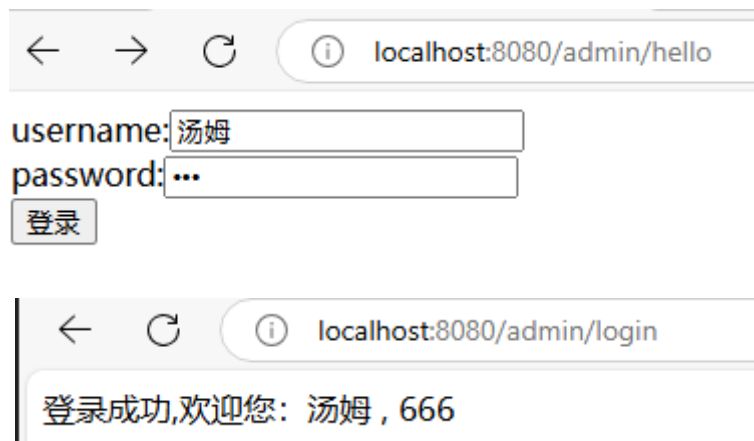 localhost:8080/admin/hello
username:汤姆
password:•••
登录
localhost:8080/admin/login
登录成功,欢迎您：汤姆 , 666